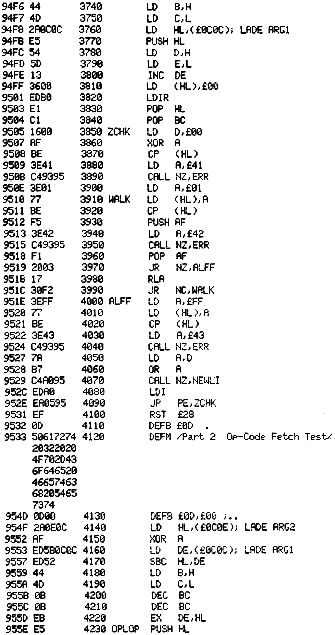 94F6 44 3740 LD B,H
94F7 4D 3750 LD C,L
94F8 2A0C0C 3760 LD HL,(£0C0C); LADE ARG1
94FB E5 3770 PUSH HL
94FC 54 3780 LD D,H
94FD 5D 3790 LD E,L
94FE 13 3800 INC DE
94FF 3600 3810 LD (HL),£00
9501 EDB0 3820 LDIR
9503 E1 3830 POP HL
9504 C1 3840 POP BC
9505 1600 3850 ZCHK LD D,£00
9507 AF 3860 XOR A
9508 BE 3870 CP (HL)
9509 3E41 3880 LD A,£41
950B C49395 3890 CALL NZ,ERR
950E 3E01 3900 LD A,£01
9510 77 3910 WALK LD (HL),A
9511 BE 3920 CP (HL)
9512 F5 3930 PUSH AF
9513 3E42 3940 LD A,£42
9515 C49395 3950 CALL NZ,ERR
9518 F1 3960 POP AF
9519 2003 3970 JR NZ,ALFF
951B 17 3980 RLA
951C 30F2 3990 JR NC,WALK
951E 3EFF 4000 ALFF LD A,£FF
9520 77 4010 LD (HL),A
9521 BE 4020 CP (HL)
9522 3E43 4030 LD A,£43
9524 C49395 4040 CALL NZ,ERR
9527 7A 4050 LD A,D
9528 B7 4060 OR A
9529 C4A095 4070 CALL NZ,NEWLI
952C EDA0 4080 LDI
952E EA0595 4090 JP PE,ZCHK
9531 EF 4100 RST £28
9532 0D 4110 DEFB £0D .
9533 50617274 4120 DEFM /Part 2 Op-Code Fetch Test/
20322020
4F702D43
6F646520
46657463
68205465
7374
954D 0D00 4130 DEFB £0D,£00 ;..
954F 2A0E0C 4140 LD HL,(£0C0E); LADE ARG2
9552 AF 4150 XOR A
9553 ED5B0C0C 4160 LD DE,(£0C0C); LADE ARG1
9557 ED52 4170 SBC HL,DE
9559 44 4180 LD B,H
955A 4D 4190 LD C,L
955B 0B 4200 DEC BC
955C 0B 4210 DEC BC
955D EB 4220 EX DE,HL
955E E5 4230 OPLOP PUSH HL